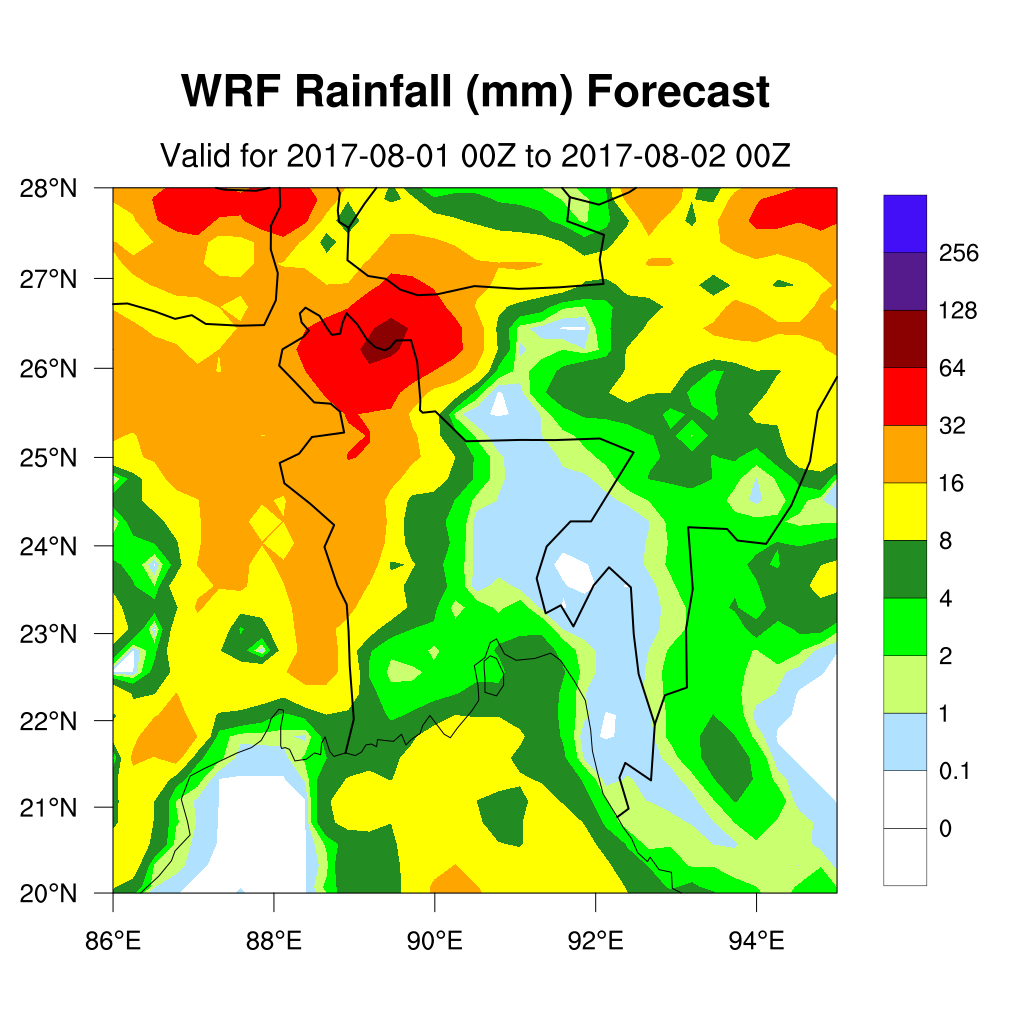 WRF Rainfall (mm) Forecast
Valid for 2017-08-01 00Z to 2017-08-02 00Z
28°N
27°N
26°N
25°N
24°N
23°N
22°N
21°N
20°N
86°E 88°E 90°E 92°E 94°E
256
128
64
32
16
8
4
2
1
0.1
0